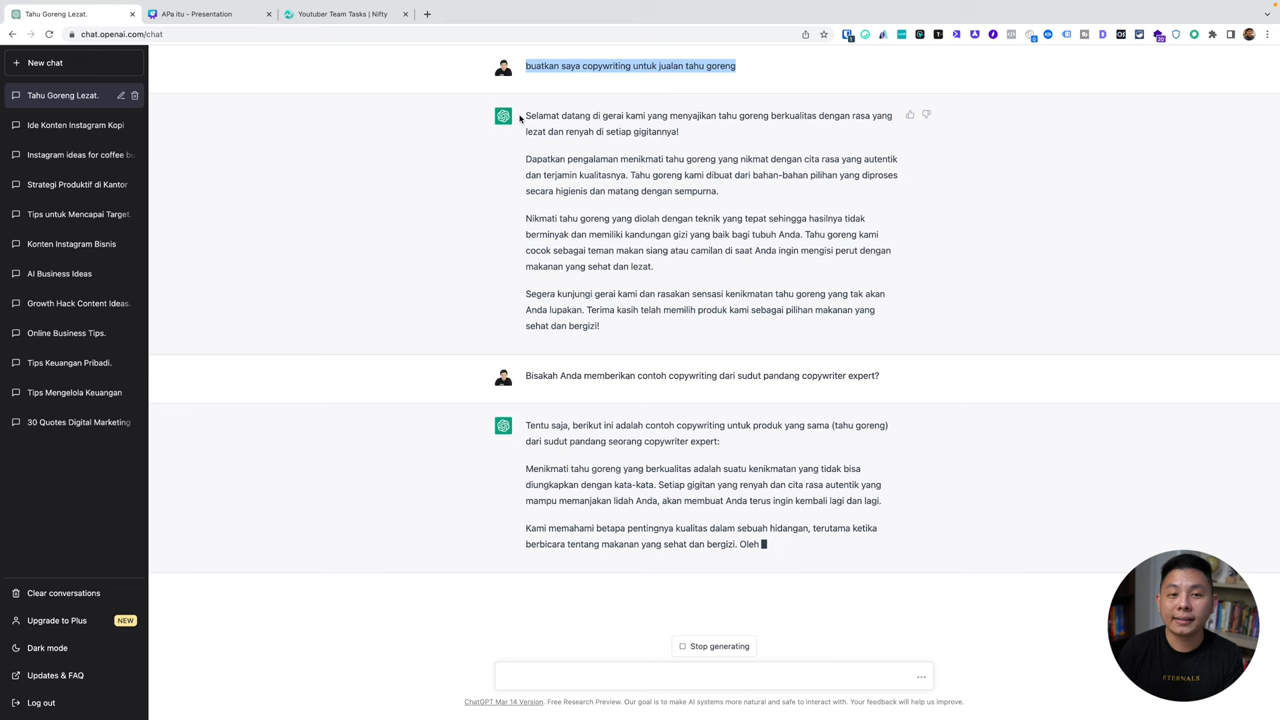 Tahu Goreng Lezat.
APa itu - Presentation
Youtuber Team Tasks | Nifty
chat.openai.com/chat
New chat
Tahu Goreng Lezat.
Ide Konten Instagram Kopi
Instagram ideas for coffee bu
Strategi Produktif di Kantor
Tips untuk Mencapai Target.
Konten Instagram Bisnis
AI Business Ideas
Growth Hack Content Ideas.
Online Business Tips.
Tips Keuangan Pribadi.
Tips Mengelola Keuangan
30 Quotes Digital Marketing
Clear conversations
Upgrade to Plus NEW
Dark mode
Updates & FAQ
Log out
buatkan saya copywriting untuk jualan tahu goreng
Selamat datang di gerai kami yang menyajikan tahu goreng berkualitas dengan rasa yang
lezat dan renyah di setiap gigitannya!
Dapatkan pengalaman menikmati tahu goreng yang nikmat dengan cita rasa yang autentik
dan terjamin kualitasnya. Tahu goreng kami dibuat dari bahan-bahan pilihan yang diproses
secara higienis dan matang dengan sempurna.
Nikmati tahu goreng yang diolah dengan teknik yang tepat sehingga hasilnya tidak
berminyak dan memiliki kandungan gizi yang baik bagi tubuh Anda. Tahu goreng kami
cocok sebagai teman makan siang atau camilan di saat Anda ingin mengisi perut dengan
makanan yang sehat dan lezat.
Segera kunjungi gerai kami dan rasakan sensasi kenikmatan tahu goreng yang tak akan
Anda lupakan. Terima kasih telah memilih produk kami sebagai pilihan makanan yang
sehat dan bergizi!
Bisakah Anda memberikan contoh copywriting dari sudut pandang copywriter expert?
Tentu saja, berikut ini adalah contoh copywriting untuk produk yang sama (tahu goreng)
dari sudut pandang seorang copywriter expert:
Menikmati tahu goreng yang berkualitas adalah suatu kenikmatan yang tidak bisa
diungkapkan dengan kata-kata. Setiap gigitan yang renyah dan cita rasa autentik yang
mampu memanjakan lidah Anda, akan membuat Anda terus ingin kembali lagi dan lagi.
Kami memahami betapa pentingnya kualitas dalam sebuah hidangan, terutama ketika
berbicara tentang makanan yang sehat dan bergizi. Oleh
Stop generating
ChatGPT Mar 14 Version. Free Research Preview. Our goal is to make AI systems more natural and safe to interact with. Your feedback will help us improve.
ETERNALS